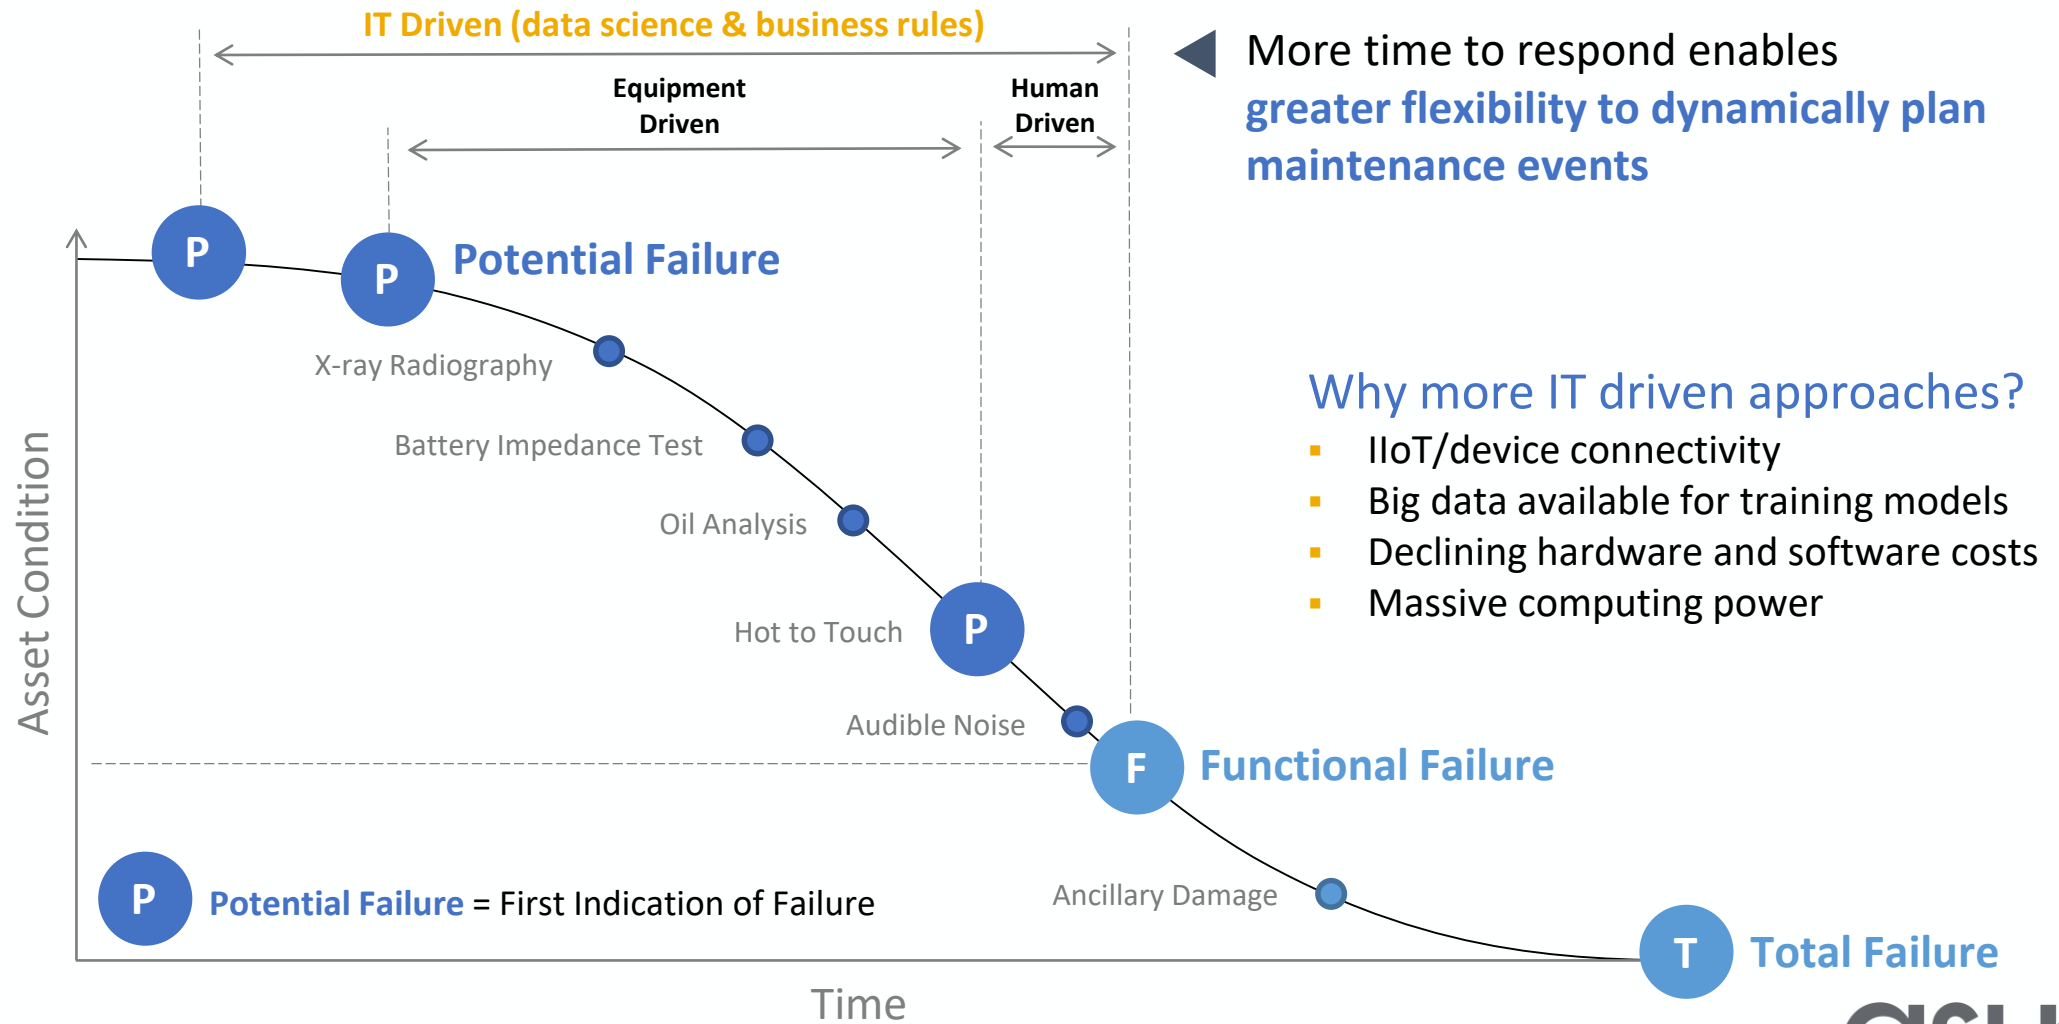 IT Driven (data science & business rules)
Equipment
Driven
Human
Driven
More time to respond enables
greater flexibility to dynamically plan
maintenance events
P
P
Potential Failure
X-ray Radiography
Battery Impedance Test
Oil Analysis
Hot to Touch
P
Audible Noise
F
Functional Failure
Ancillary Damage
T
Total Failure
P
Potential Failure = First Indication of Failure
Asset Condition
Time
Why more IT driven approaches?
▪ IIoT/device connectivity
▪ Big data available for training models
▪ Declining hardware and software costs
▪ Massive computing power